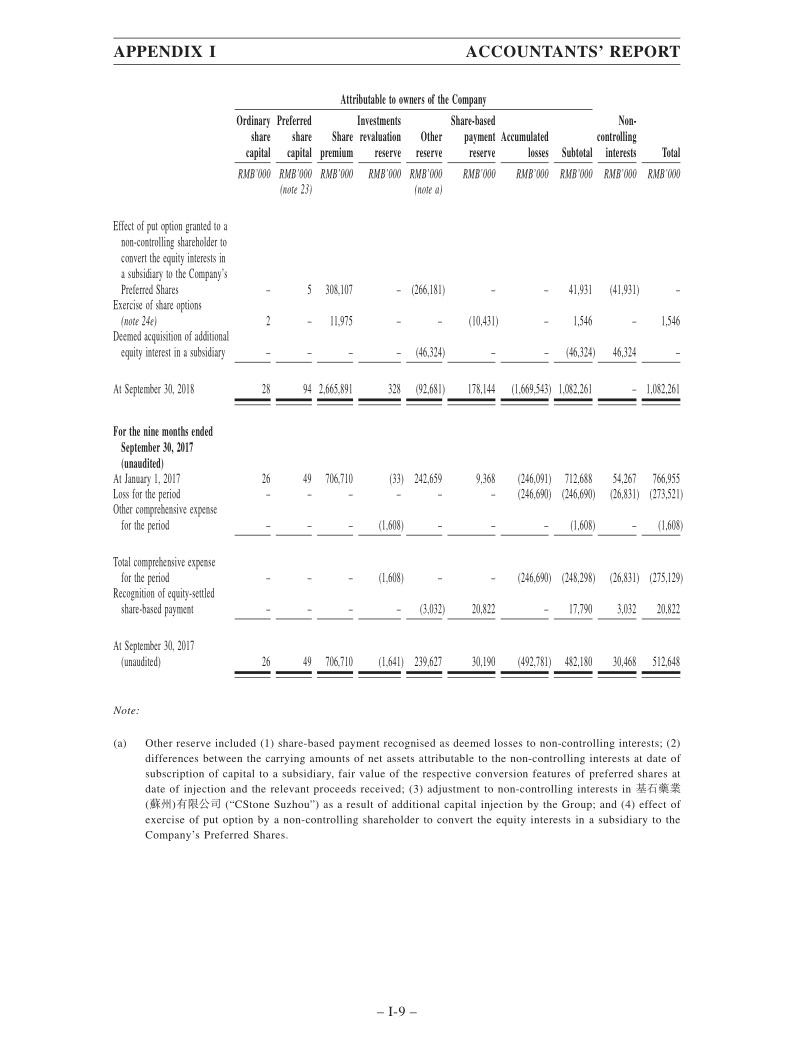 APPENDIX I ACCOUNTANTS’ REPORT
Attributable to owners of the Company
Ordinary Preferred Investments Share-based Non-
share share Share revaluation Other payment Accumulated controlling
capital capital premium reserve reserve reserve losses Subtotal interests Total
RMB’000 RMB’000 RMB’000 RMB’000 RMB’000 RMB’000 RMB’000 RMB’000 RMB’000 RMB’000
(note 23) (note a)
Effect of put option granted to a
non-controlling shareholder to
convert the equity interests in
a subsidiary to the Company’s
Preferred Shares – 5 308,107 – (266,181) – – 41,931 (41,931) –
Exercise of share options
(note 24e) 2 – 11,975 – – (10,431) – 1,546 – 1,546
Deemed acquisition of additional
equity interest in a subsidiary – – – – (46,324) – – (46,324) 46,324 –
At September 30, 2018 28 94 2,665,891 328 (92,681) 178,144 (1,669,543) 1,082,261 – 1,082,261
For the nine months ended
September 30, 2017
(unaudited)
At January 1, 2017 26 49 706,710 (33) 242,659 9,368 (246,091) 712,688 54,267 766,955
Loss for the period – – – – – – (246,690) (246,690) (26,831) (273,521)
Other comprehensive expense
for the period – – – (1,608) – – – (1,608) – (1,608)
Total comprehensive expense
for the period – – – (1,608) – – (246,690) (248,298) (26,831) (275,129)
Recognition of equity-settled
share-based payment – – – – (3,032) 20,822 – 17,790 3,032 20,822
At September 30, 2017
(unaudited) 26 49 706,710 (1,641) 239,627 30,190 (492,781) 482,180 30,468 512,648
Note:
(a) Other reserve included (1) share-based payment recognised as deemed losses to non-controlling interests; (2)
differences between the carrying amounts of net assets attributable to the non-controlling interests at date of
subscription of capital to a subsidiary, fair value of the respective conversion features of preferred shares at
date of injection and the relevant proceeds received; (3) adjustment to non-controlling interests in 基石藥業
(蘇州)有限公司 (“CStone Suzhou”) as a result of additional capital injection by the Group; and (4) effect of
exercise of put option by a non-controlling shareholder to convert the equity interests in a subsidiary to the
Company’s Preferred Shares.
– I-9 –